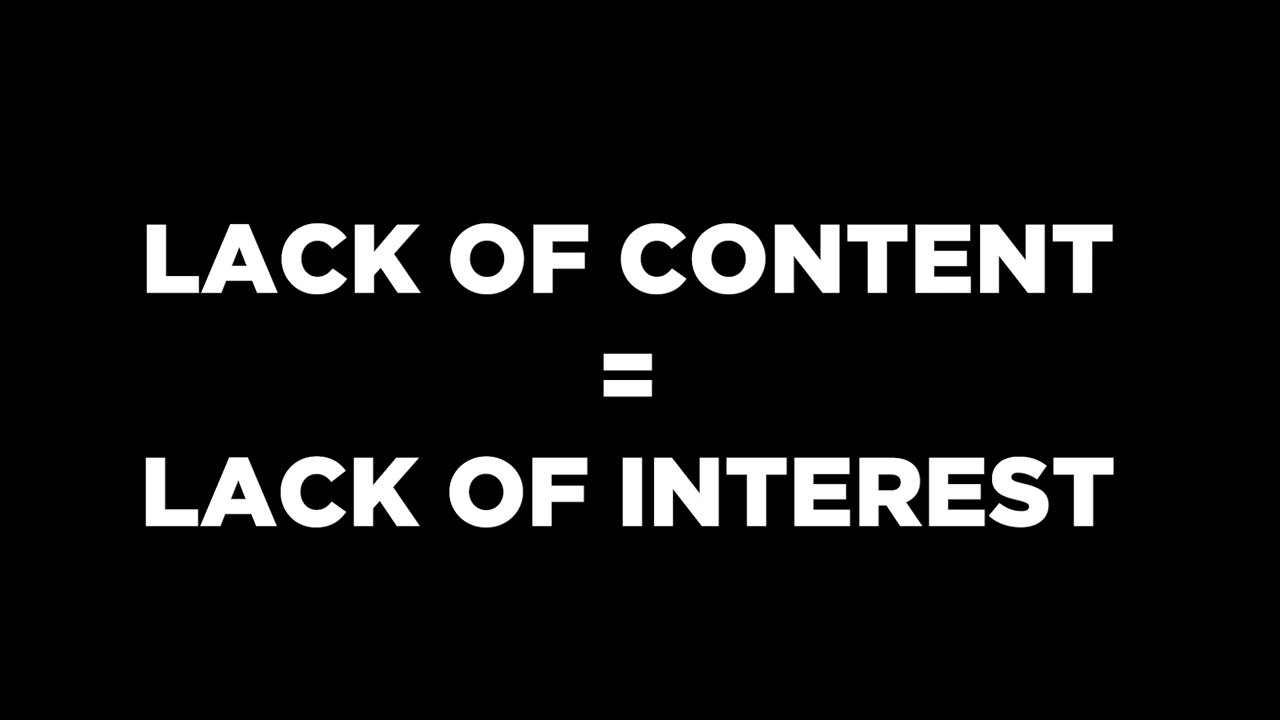 LACK OF CONTENT
=
LACK OF INTEREST